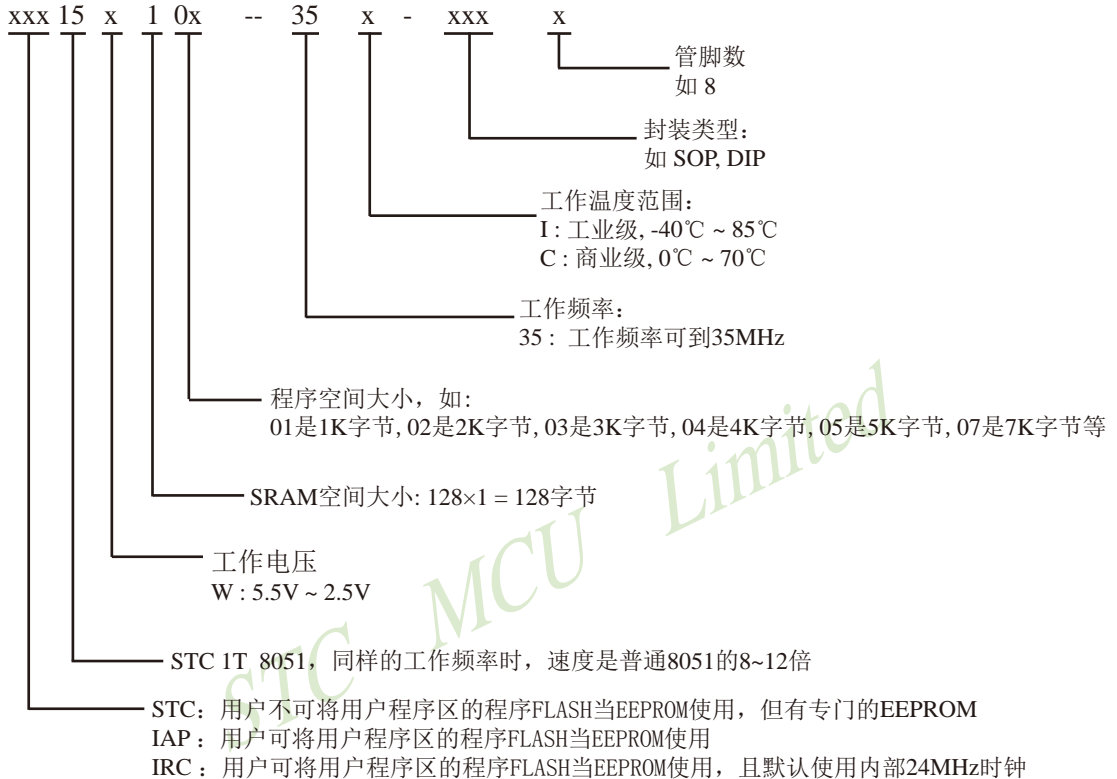 xxx 15 x 1 0x -- 35 x - xxx x
管脚数
如 8
封装类型：
如 SOP, DIP
工作温度范围：
I : 工业级, -40℃ ~ 85℃
C : 商业级, 0℃ ~ 70℃
工作频率：
35 : 工作频率可到35MHz
程序空间大小，如:
01是1K字节, 02是2K字节, 03是3K字节, 04是4K字节, 05是5K字节, 07是7K字节等
SRAM空间大小: 128×1 = 128字节
工作电压
W : 5.5V ~ 2.5V
STC 1T 8051，同样的工作频率时，速度是普通8051的8~12倍
STC：用户不可将用户程序区的程序FLASH当EEPROM使用，但有专门的EEPROM
IAP：用户可将用户程序区的程序FLASH当EEPROM使用
IRC：用户可将用户程序区的程序FLASH当EEPROM使用，且默认使用内部24MHz时钟
STC MCU Limited